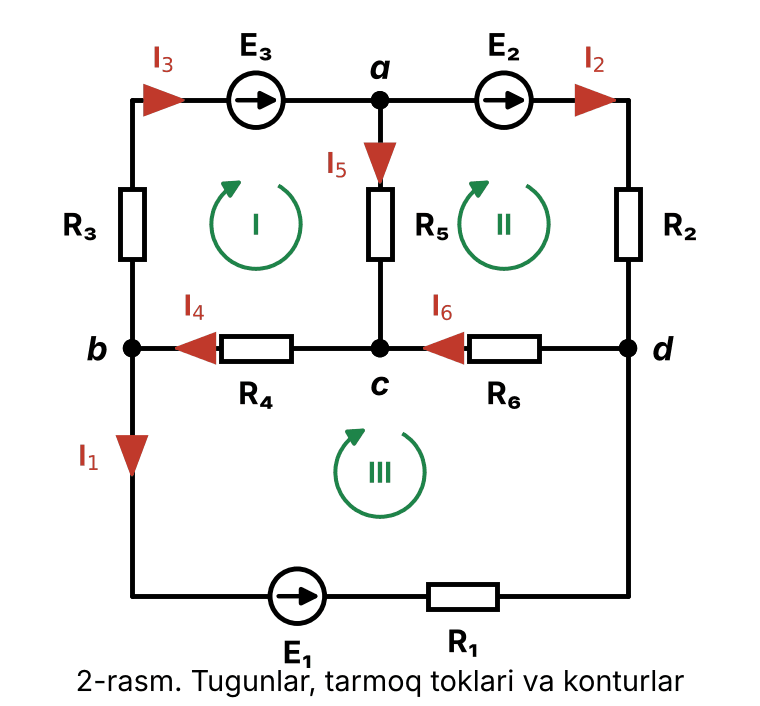 I₃ E₃ a E₂ I₂
I₅
R₃ I R₅ II R₂
I₄ I₆
b d
R₄ c R₆
I₁ III
E₁ R₁
2-rasm. Tugunlar, tarmoq toklari va konturlar